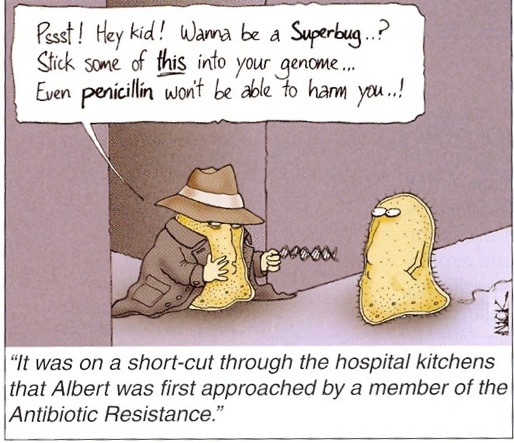 Pssst! Hey kid! Wanna be a Superbug..?
Stick some of this into your genome...
Even penicillin won't be able to harm you..!
NICK
"It was on a short-cut through the hospital kitchens
that Albert was first approached by a member of the
Antibiotic Resistance."